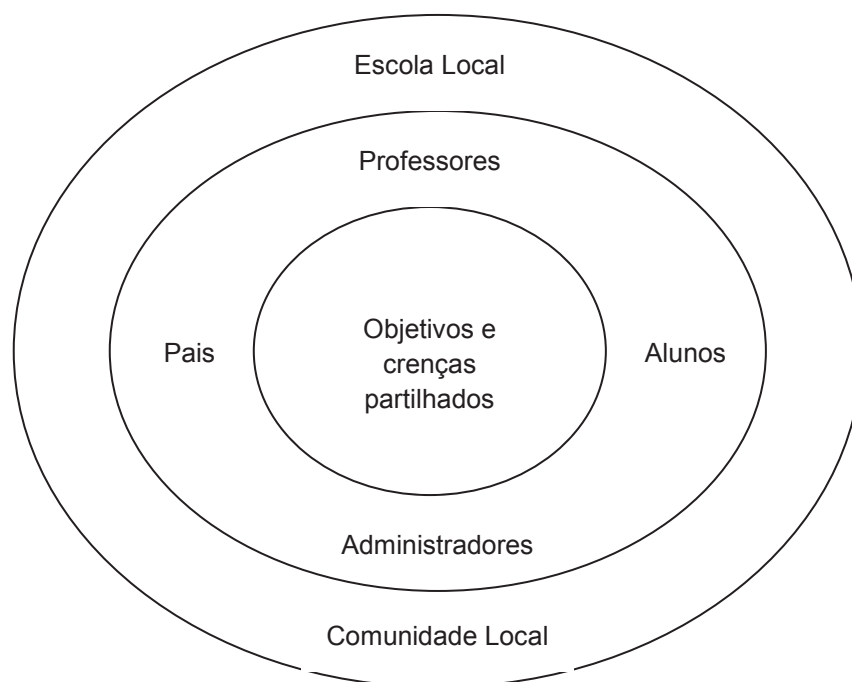 Escola Local
Professores
Pais
Objetivos e
crenças
partilhados
Alunos
Administradores
Comunidade Local